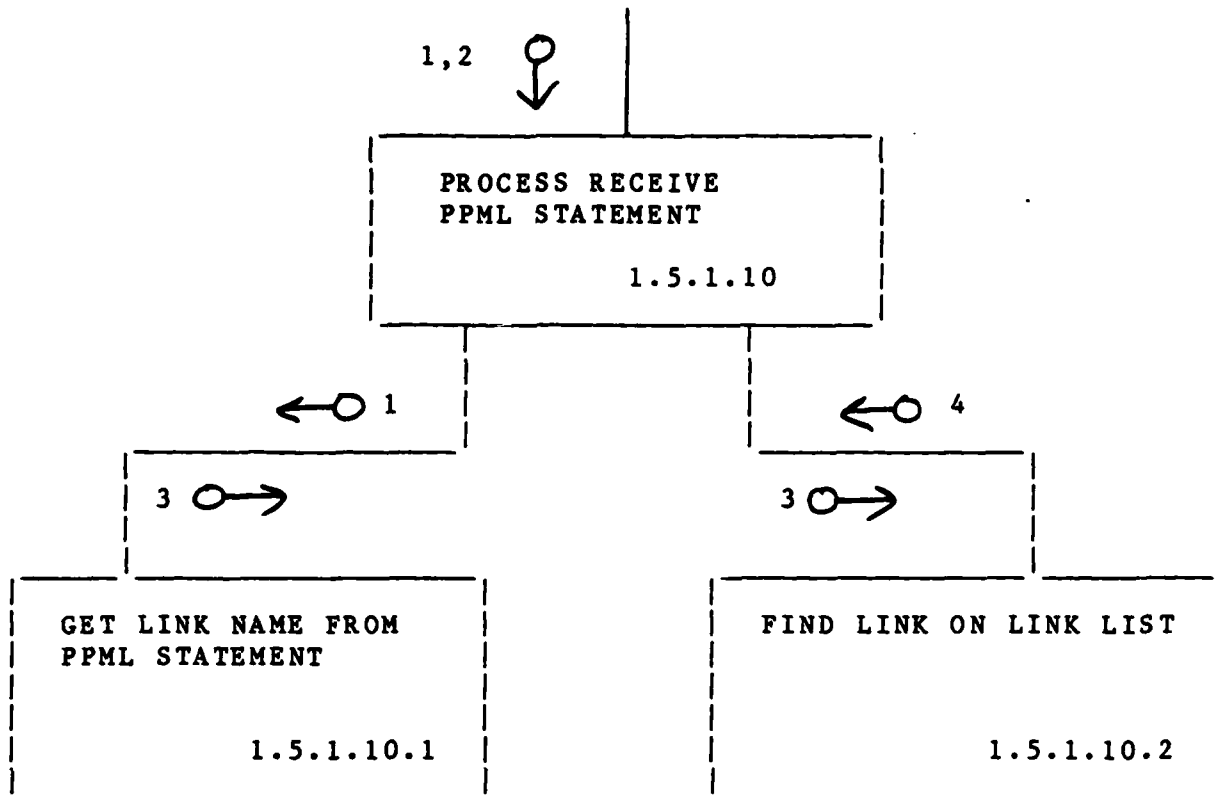 1,2
PROCESS RECEIVE
PPML STATEMENT
1.5.1.10
1
4
3
3
GET LINK NAME FROM
PPML STATEMENT
1.5.1.10.1
FIND LINK ON LINK LIST
1.5.1.10.2